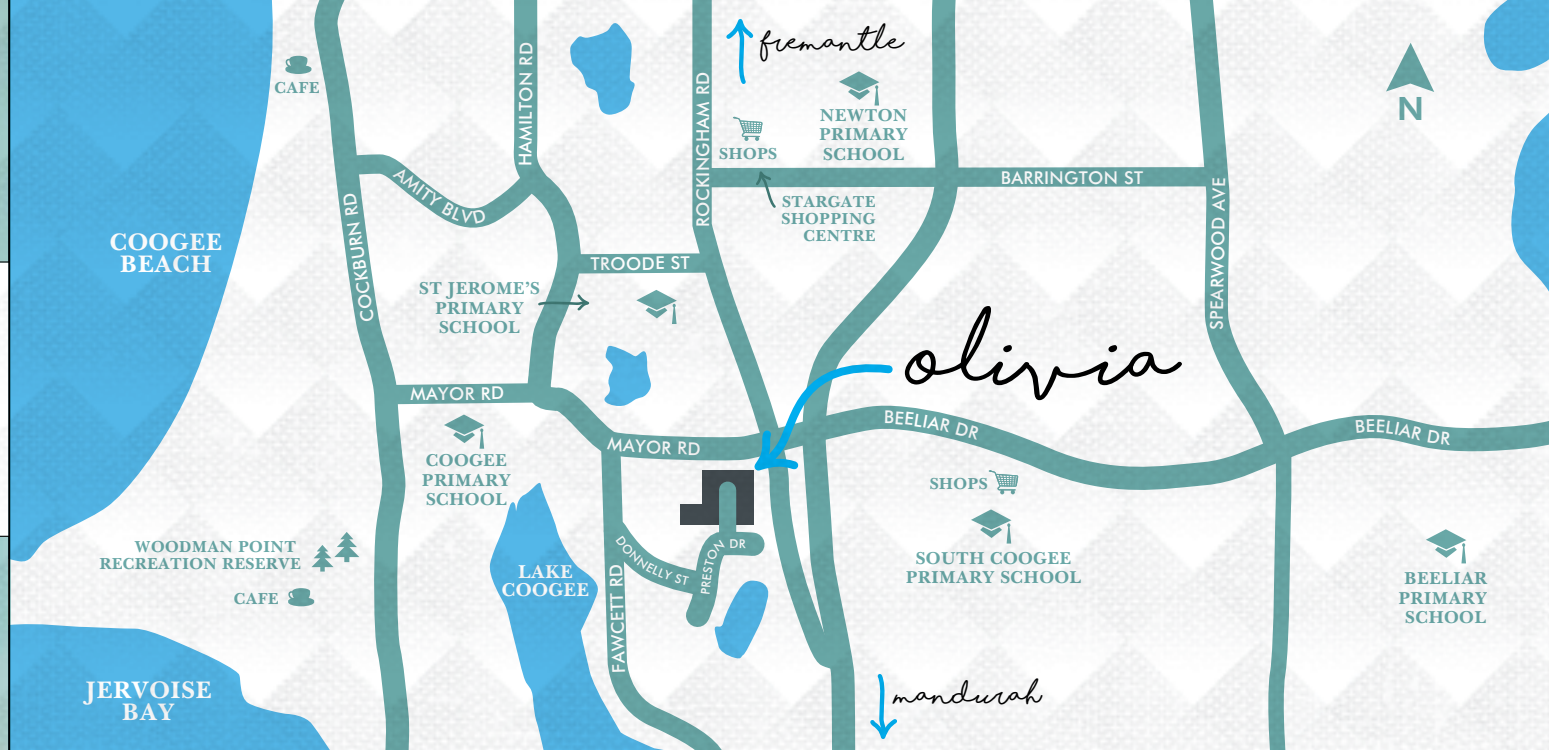 fremantle
CAFE
HAMILTON RD
ROCKINGHAM RD
NEWTON
PRIMARY
SCHOOL
N
SHOPS
BARRINGTON ST
AMITY BLVD
STARGATE
SHOPPING
CENTRE
SPEARWOOD AVE
COCKBURN RD
COOGEE
BEACH
TROODE ST
ST JEROME'S
PRIMARY
SCHOOL
olivia
MAYOR RD
MAYOR RD
BEELIAR DR
BEELIAR DR
COOGEE
PRIMARY
SCHOOL
SHOPS
WOODMAN POINT
RECREATION RESERVE
CAFE
LAKE
COOGEE
DONNELLY ST
PRESTON DR
FAWCETT RD
SOUTH COOGEE
PRIMARY SCHOOL
BEELIAR
PRIMARY
SCHOOL
JERVOISE
BAY
mandurah